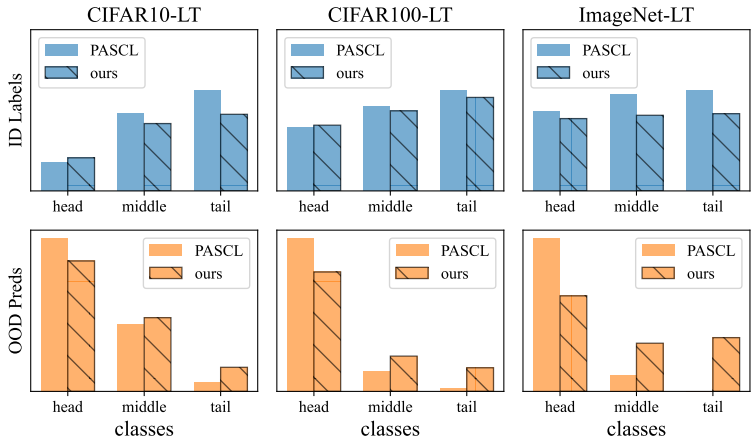 CIFAR10-LT CIFAR100-LT ImageNet-LT
ID Labels
PASCL
ours
head middle tail
PASCL
ours
head middle tail
PASCL
ours
head middle tail
OOD Preds
PASCL
ours
head middle tail
classes
PASCL
ours
head middle tail
classes
PASCL
ours
head middle tail
classes